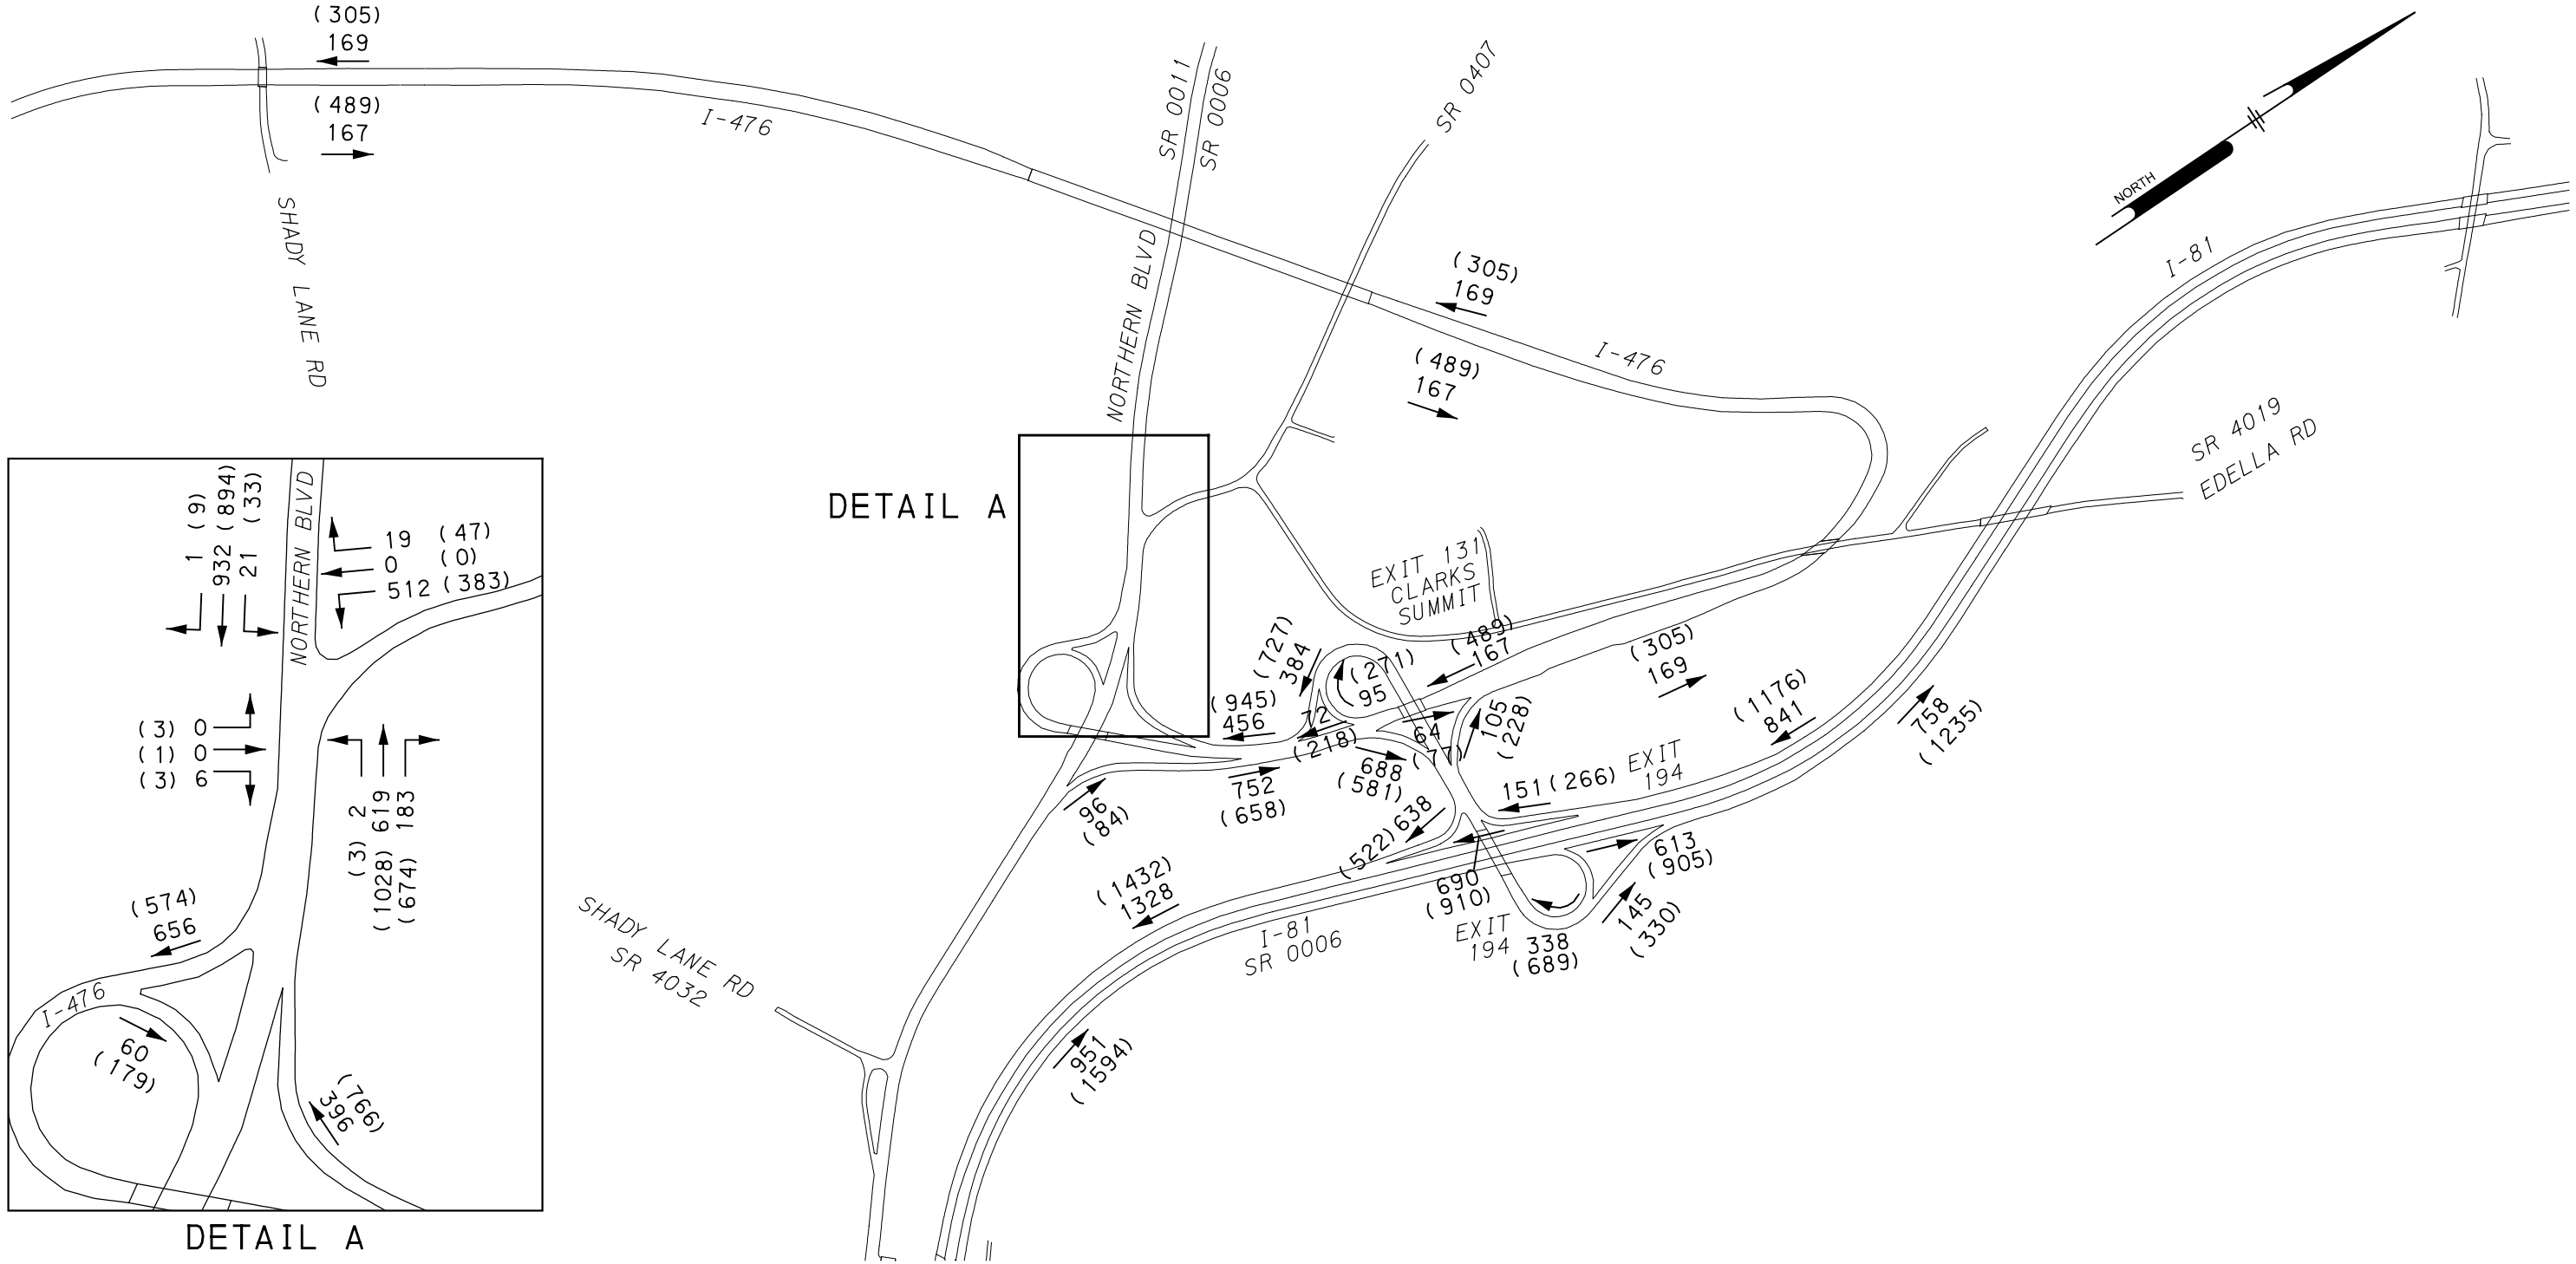 (305)
169
(489)
167
I-476
SHADY LANE RD
SR 0011
SR 0006
SR 0407
NORTHERN BLVD
NORTH
I-81
(305)
169
(489)
167
I-476
SR 4019
EDELLA RD
DETAIL A
EXIT 131
CLARKS
SUMMIT
(489)
167
(305)
169
(727)
384
(271)
95
(945)
456
72
(218)
64
(77)
105
(228)
688
(581)
752
(658)
96
(84)
(1176)
841
758
(1235)
151 (266)
EXIT
194
(522) 638
613
(905)
690
(910)
EXIT
194
338
(689)
145
(330)
(1432)
1328
I-81
SR 0006
951
(1594)
SHADY LANE RD
SR 4032
1 (9)
932 (894)
21 (33)
NORTHERN BLVD
19 (47)
0 (0)
512 (383)
(3) 0
(1) 0
(3) 6
(3) 2
(1028) 619
(674) 183
(574)
656
I-476
60
(179)
(766)
396
DETAIL A